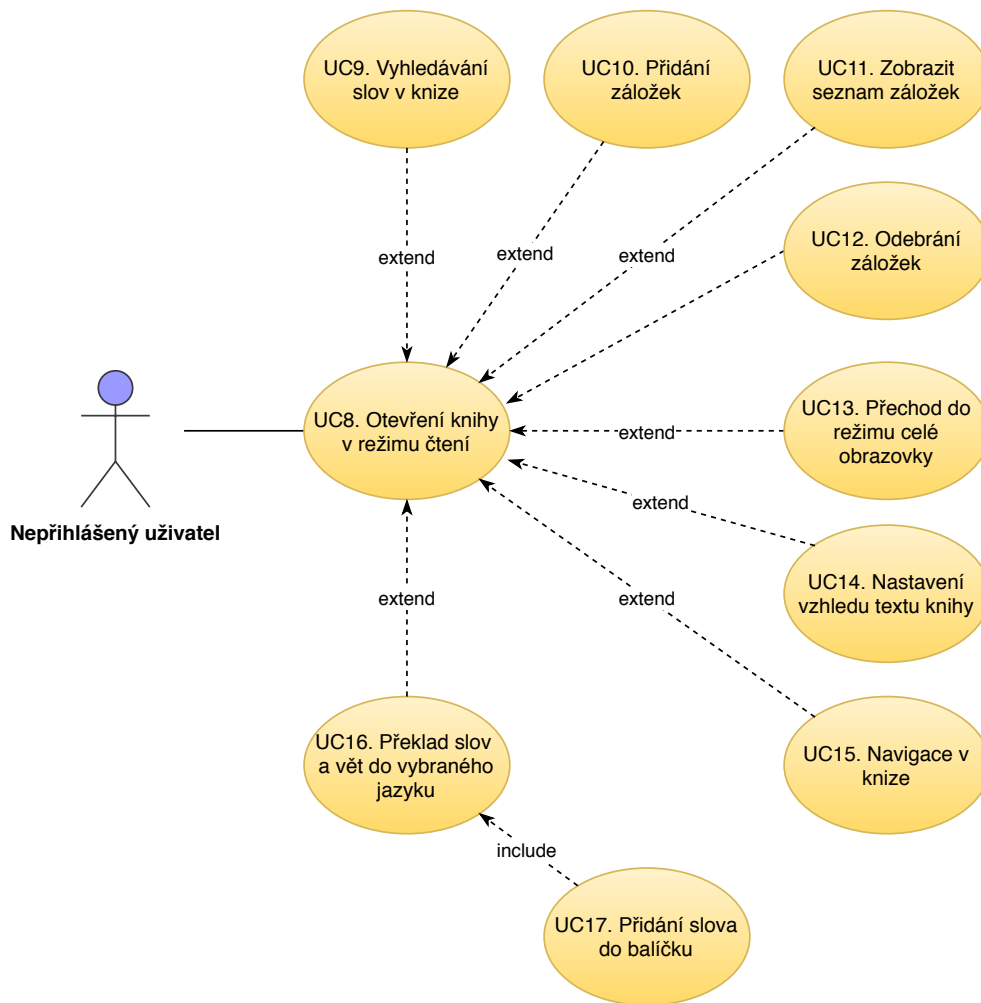 UC9. Vyhledávání
slov v knize
UC10. Přidání
záložek
UC11. Zobrazit
seznam záložek
UC12. Odebrání
záložek
extend
extend
extend
UC8. Otevření knihy
v režimu čtení
extend
UC13. Přechod do
režimu celé
obrazovky
Nepřihlášený uživatel
extend
UC14. Nastavení
vzhledu textu knihy
extend
extend
UC16. Překlad slov
a vět do vybraného
jazyku
UC15. Navigace v
knize
include
UC17. Přidání slova
do balíčku